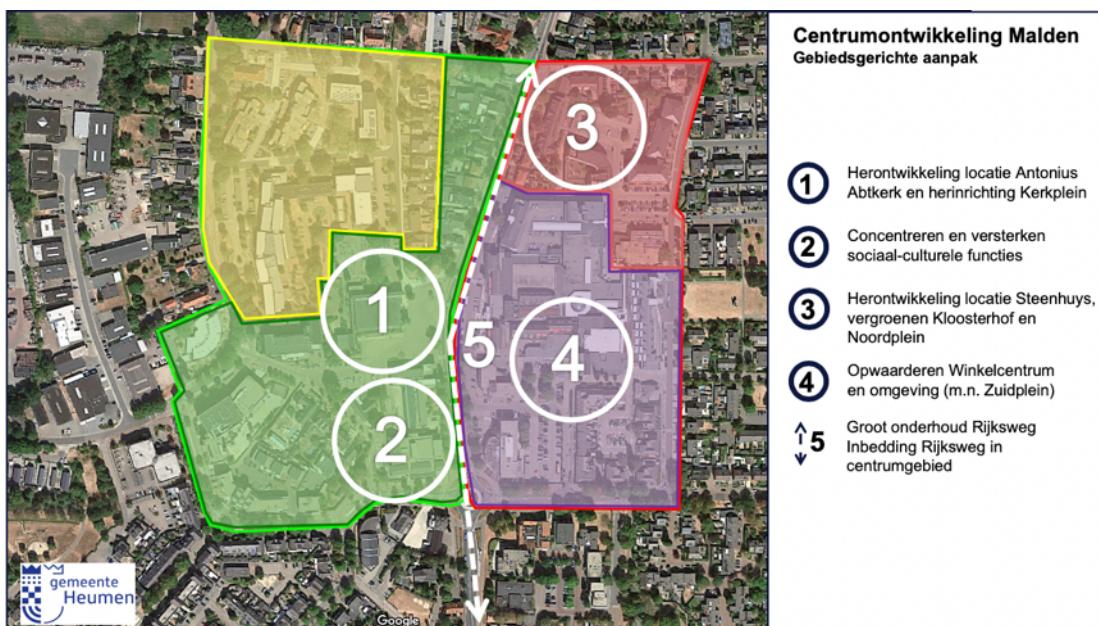 Centrumontwikkeling Malden
Gebiedsgerichte aanpak
1
Herontwikkeling locatie Antonius
Abtkerk en herinrichting Kerkplein
2
Concentreren en versterken
sociaal-culturele functies
3
Herontwikkeling locatie Steenhuys,
vergroenen Kloosterhof en
Noordplein
4
Opwaarderen Winkelcentrum
en omgeving (m.n. Zuidplein)
5
Groot onderhoud Rijksweg
Inbedding Rijksweg in
centrumgebied
3
1
5
4
2
gemeente
Heumen
Google